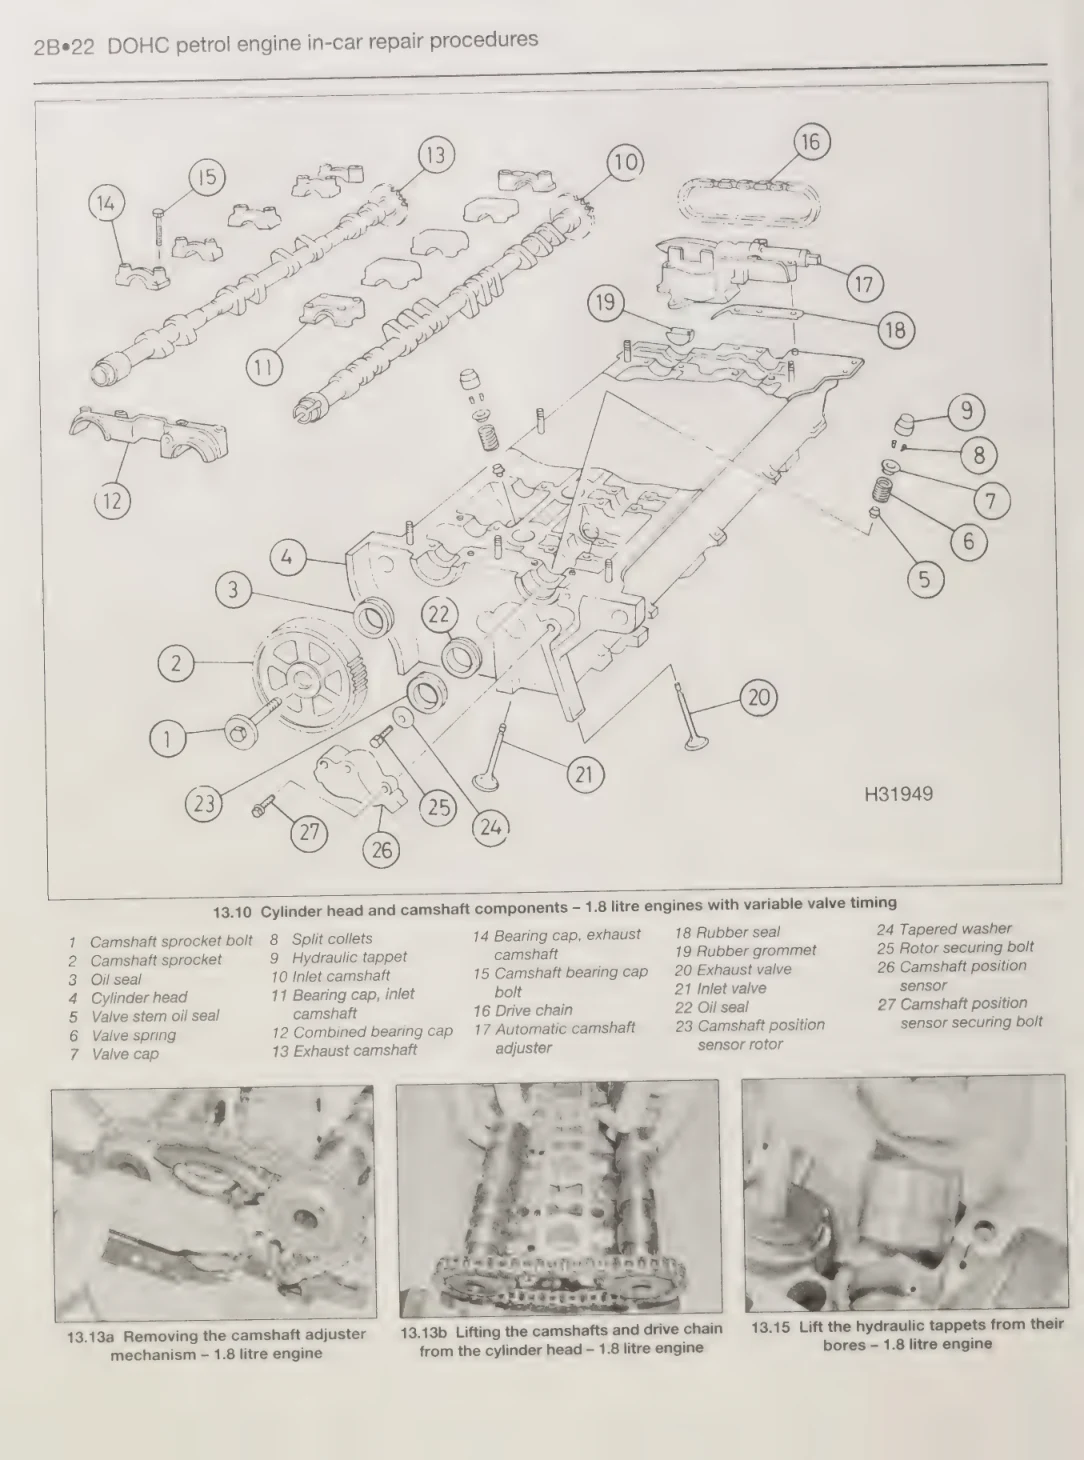 2B•22 DOHC petrol engine in-car repair procedures
16
13
10
15
14
17
19
18
11
9
8
12
7
6
4
5
3
22
2
20
1
21
H31949
23
25
27
24
26
13.10 Cylinder head and camshaft components – 1.8 litre engines with variable valve timing
1 Camshaft sprocket bolt
2 Camshaft sprocket
3 Oil seal
4 Cylinder head
5 Valve stem oil seal
6 Valve spring
7 Valve cap
8 Split collets
9 Hydraulic tappet
10 Inlet camshaft
11 Bearing cap, inlet
camshaft
12 Combined bearing cap
13 Exhaust camshaft
14 Bearing cap, exhaust
camshaft
15 Camshaft bearing cap
bolt
16 Drive chain
17 Automatic camshaft
adjuster
18 Rubber seal
19 Rubber grommet
20 Exhaust valve
21 Inlet valve
22 Oil seal
23 Camshaft position
sensor rotor
24 Tapered washer
25 Rotor securing bolt
26 Camshaft position
sensor
27 Camshaft position
sensor securing bolt
13.13a Removing the camshaft adjuster
mechanism – 1.8 litre engine
13.13b Lifting the camshafts and drive chain
from the cylinder head – 1.8 litre engine
13.15 Lift the hydraulic tappets from their
bores – 1.8 litre engine